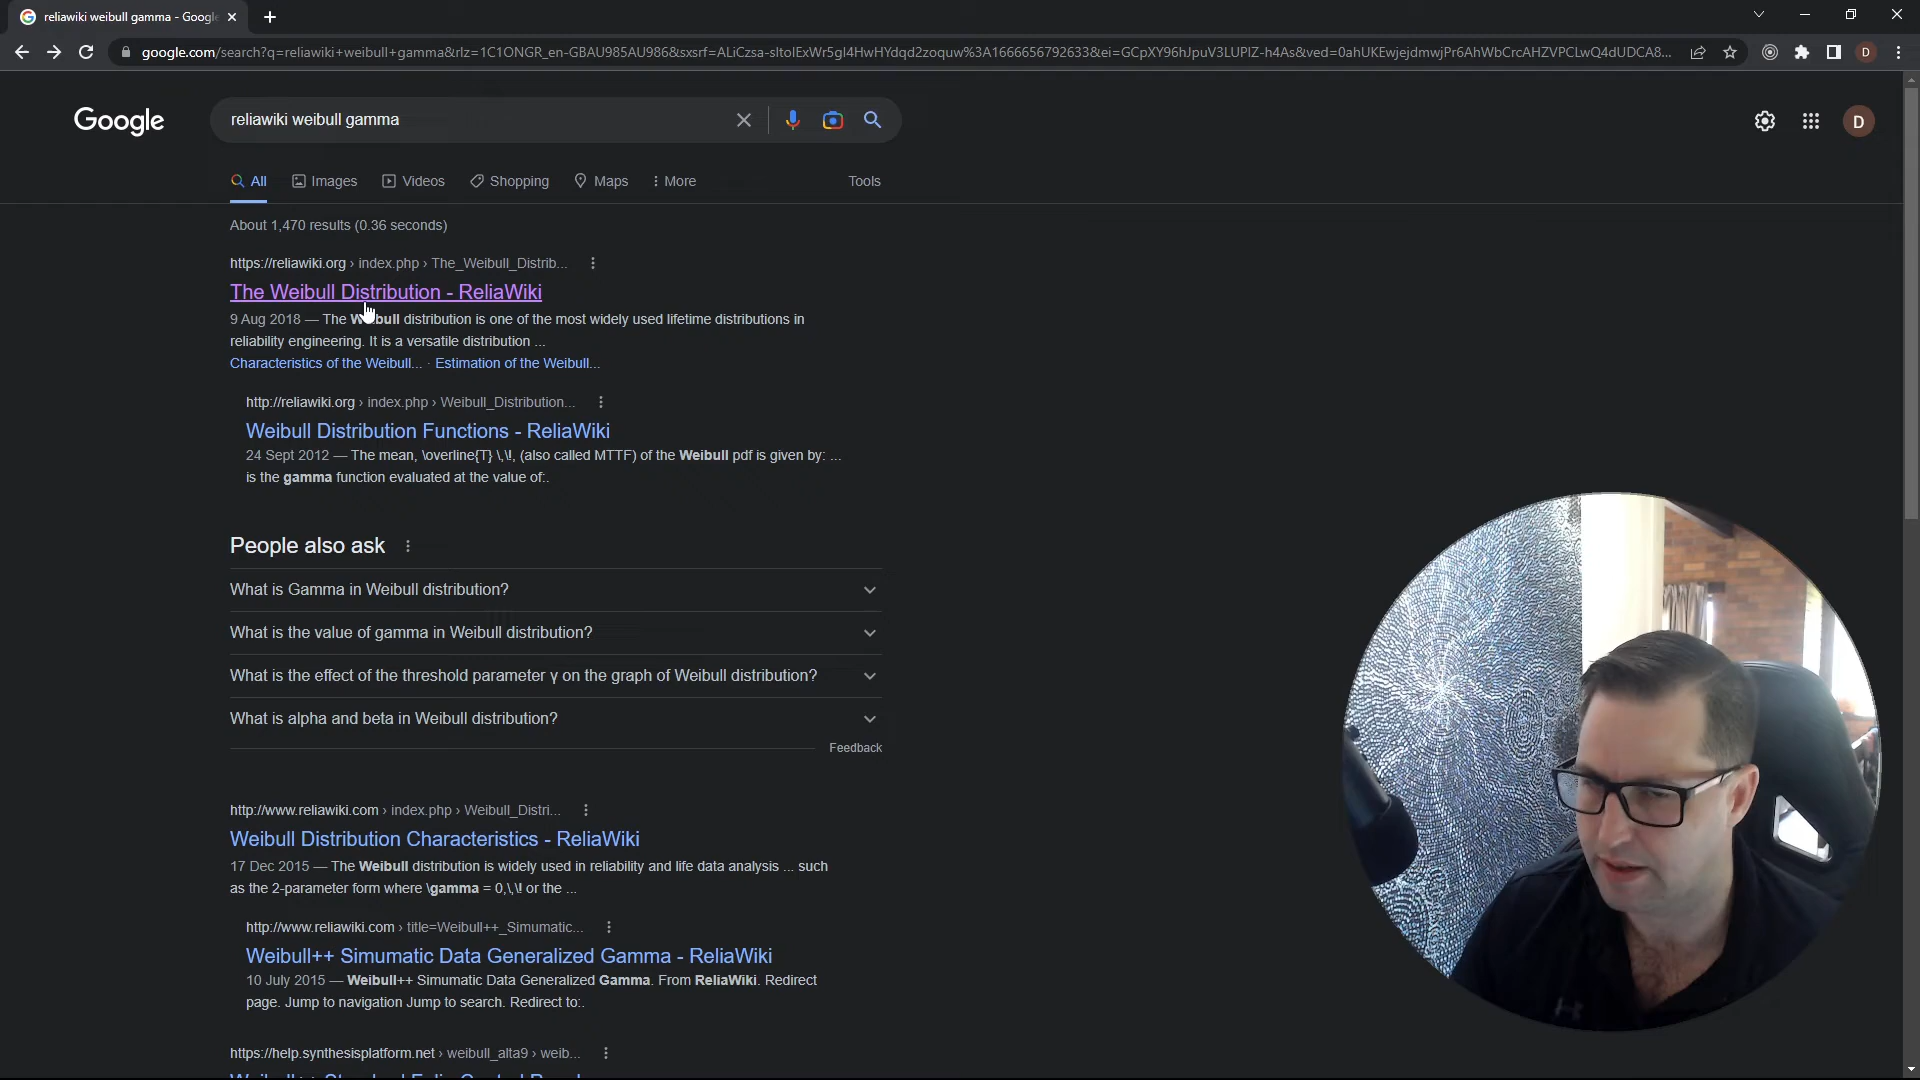 reliawiki weibull gamma - Google
google.com/search?q=reliawiki+weibull+gamma&rlz=1C1ONGR_en-GBAU985AU986&sxsrf=ALiCzsa-sltolExWr5gl4HwHYdqd2zoquw%3A1666656792633&ei=GCpXY96hJpuV3LUPlZ-h4As&ved=0ahUKEwjejdmwjPr6AhWbCrcAHZVPCLwQ4dUDCA8...
D
Google
reliawiki weibull gamma
D
All
Images
Videos
Shopping
Maps
More
Tools
About 1,470 results (0.36 seconds)
https://reliawiki.org › index.php › The_Weibull_Distrib...
The Weibull Distribution - ReliaWiki
9 Aug 2018 — The Weibull distribution is one of the most widely used lifetime distributions in
reliability engineering. It is a versatile distribution ...
Characteristics of the Weibull... · Estimation of the Weibull...
http://reliawiki.org › index.php › Weibull_Distribution...
Weibull Distribution Functions - ReliaWiki
24 Sept 2012 — The mean, \overline{T} \,\!, (also called MTTF) of the Weibull pdf is given by: ...
is the gamma function evaluated at the value of:.
People also ask
What is Gamma in Weibull distribution?
What is the value of gamma in Weibull distribution?
What is the effect of the threshold parameter γ on the graph of Weibull distribution?
What is alpha and beta in Weibull distribution?
Feedback
http://www.reliawiki.com › index.php › Weibull_Distri...
Weibull Distribution Characteristics - ReliaWiki
17 Dec 2015 — The Weibull distribution is widely used in reliability and life data analysis ... such
as the 2-parameter form where \gamma = 0,\,\! or the ...
http://www.reliawiki.com › title=Weibull++_Simumatic...
Weibull++ Simumatic Data Generalized Gamma - ReliaWiki
10 July 2015 — Weibull++ Simumatic Data Generalized Gamma. From ReliaWiki. Redirect
page. Jump to navigation Jump to search. Redirect to:.
https://help.synthesisplatform.net › weibull_alta9 › weib...